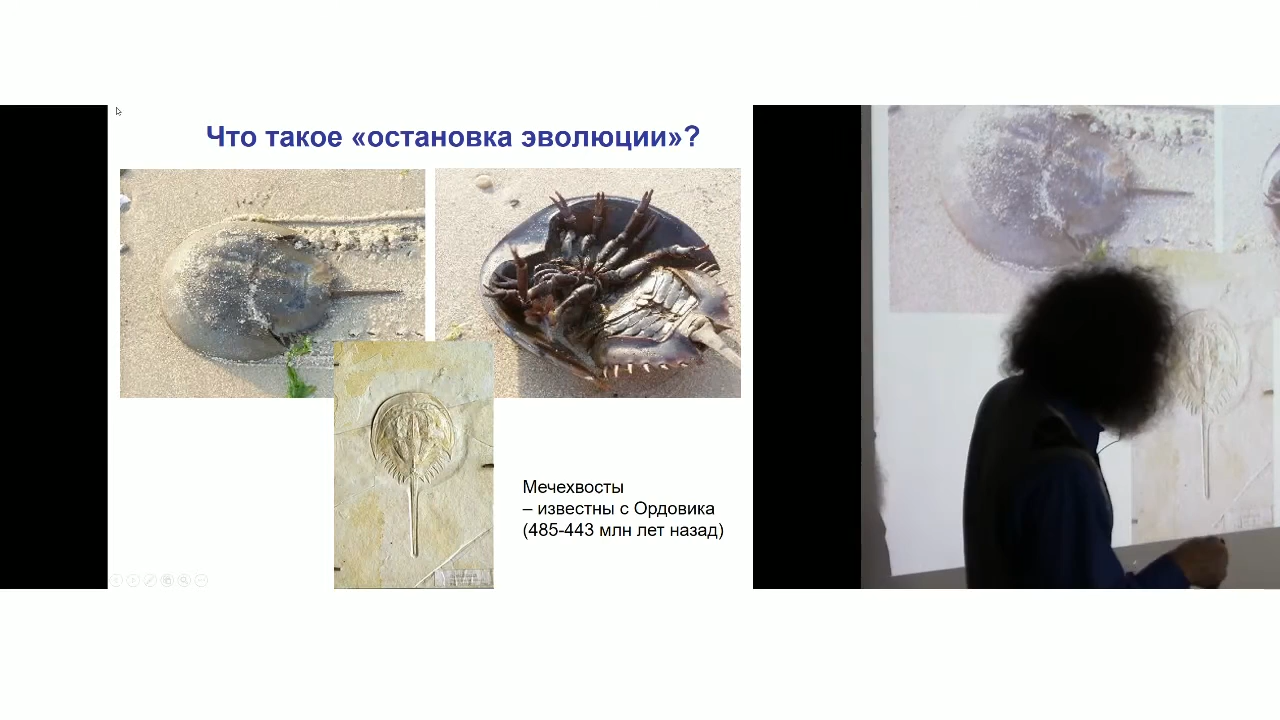 Что такое «остановка эволюции»?
Мечехвосты
– известны с Ордовика
(485-443 млн лет назад)